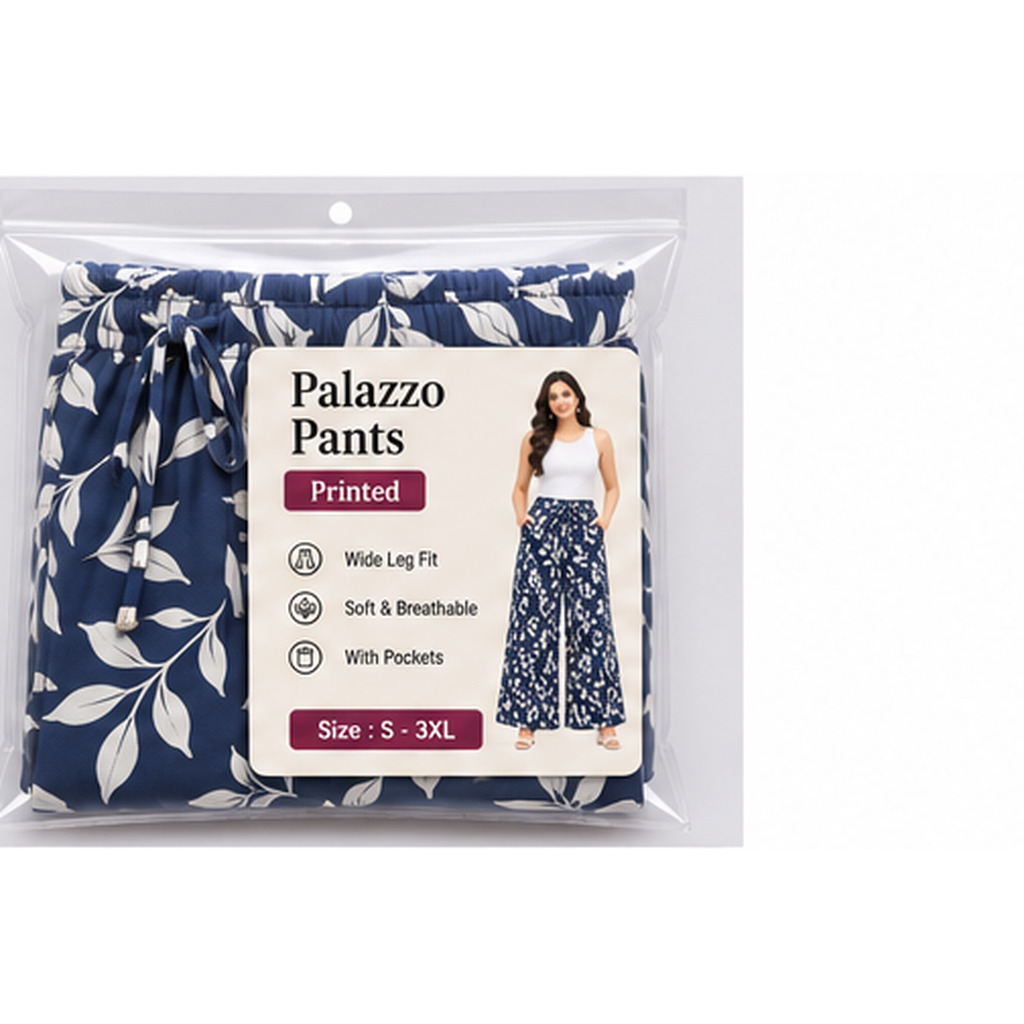 Palazzo
Pants
Printed
Wide Leg Fit
Soft & Breathable
With Pockets
Size : S - 3XL